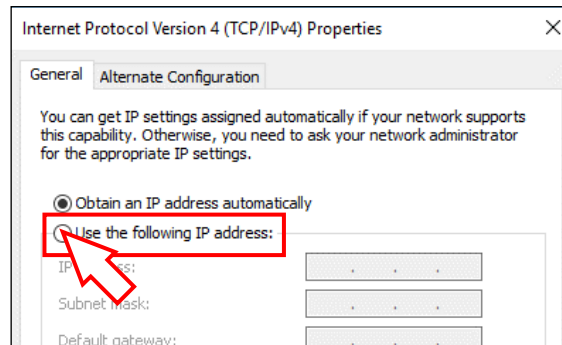 Internet Protocol Version 4 (TCP/IPv4) Properties
General Alternate Configuration
You can get IP settings assigned automatically if your network supports
this capability. Otherwise, you need to ask your network administrator
for the appropriate IP settings.
Obtain an IP address automatically
Use the following IP address:
IP address:
Subnet mask:
Default gateway: